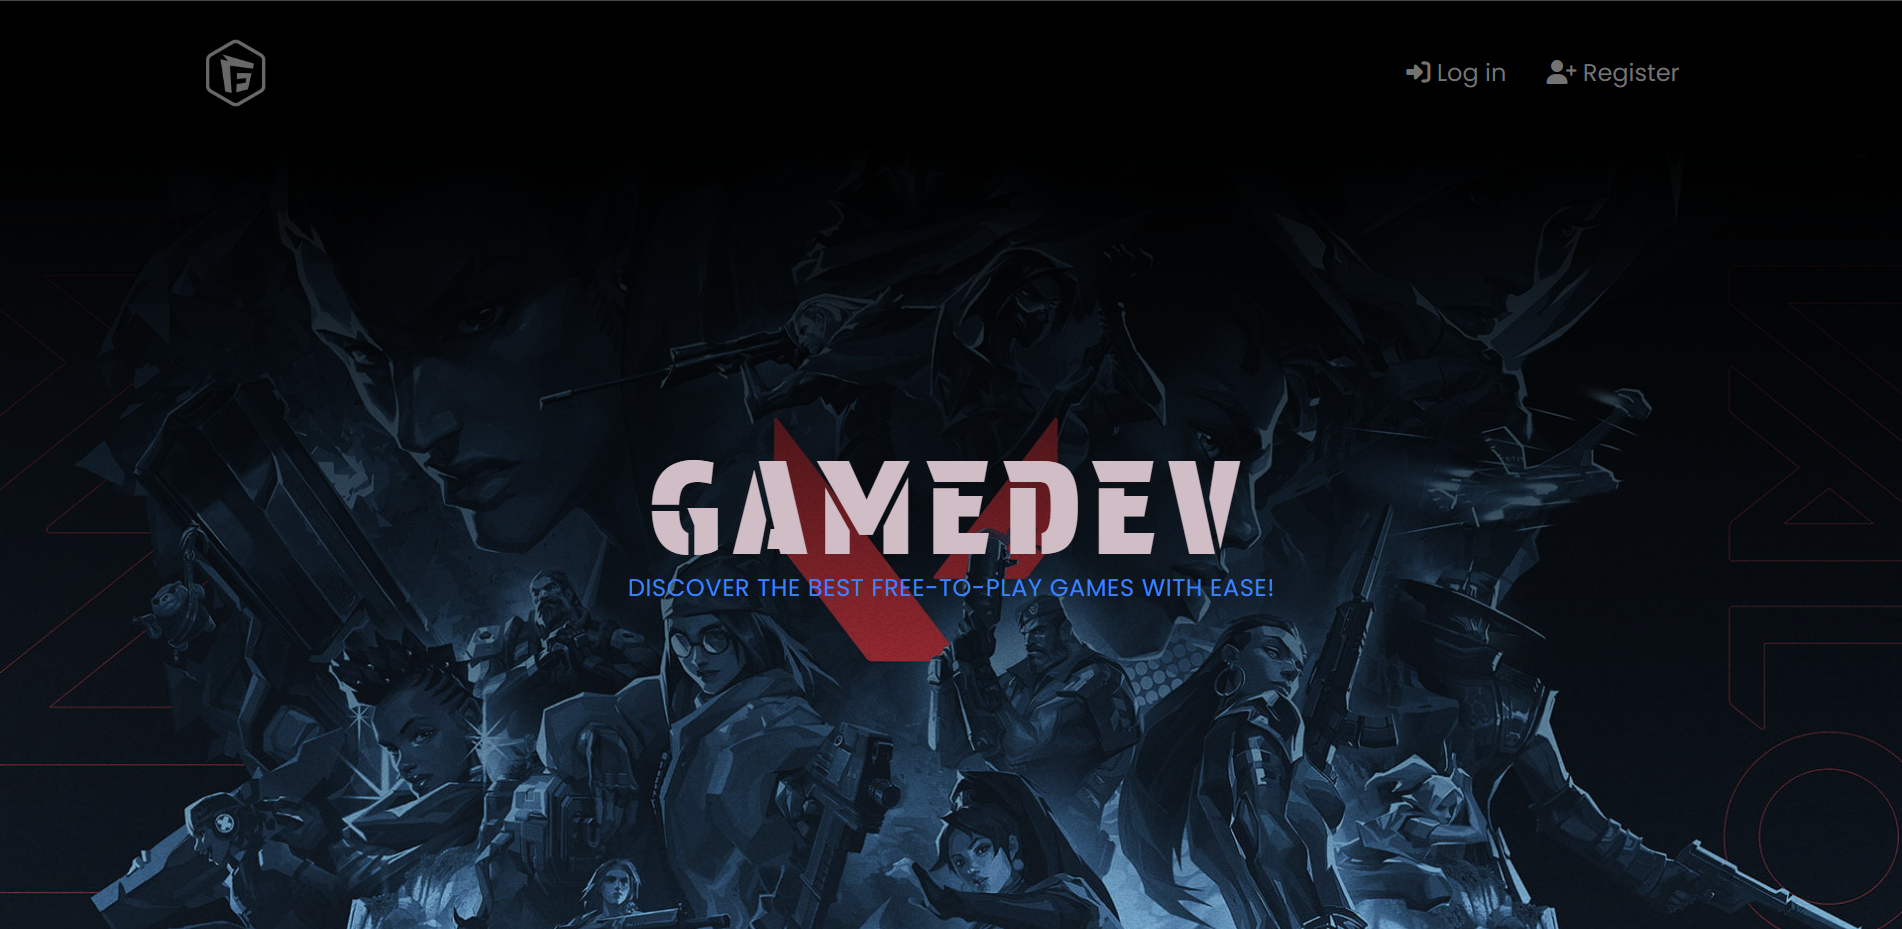 Log in
Register
GAMEDEV
DISCOVER THE BEST FREE-TO-PLAY GAMES WITH EASE!